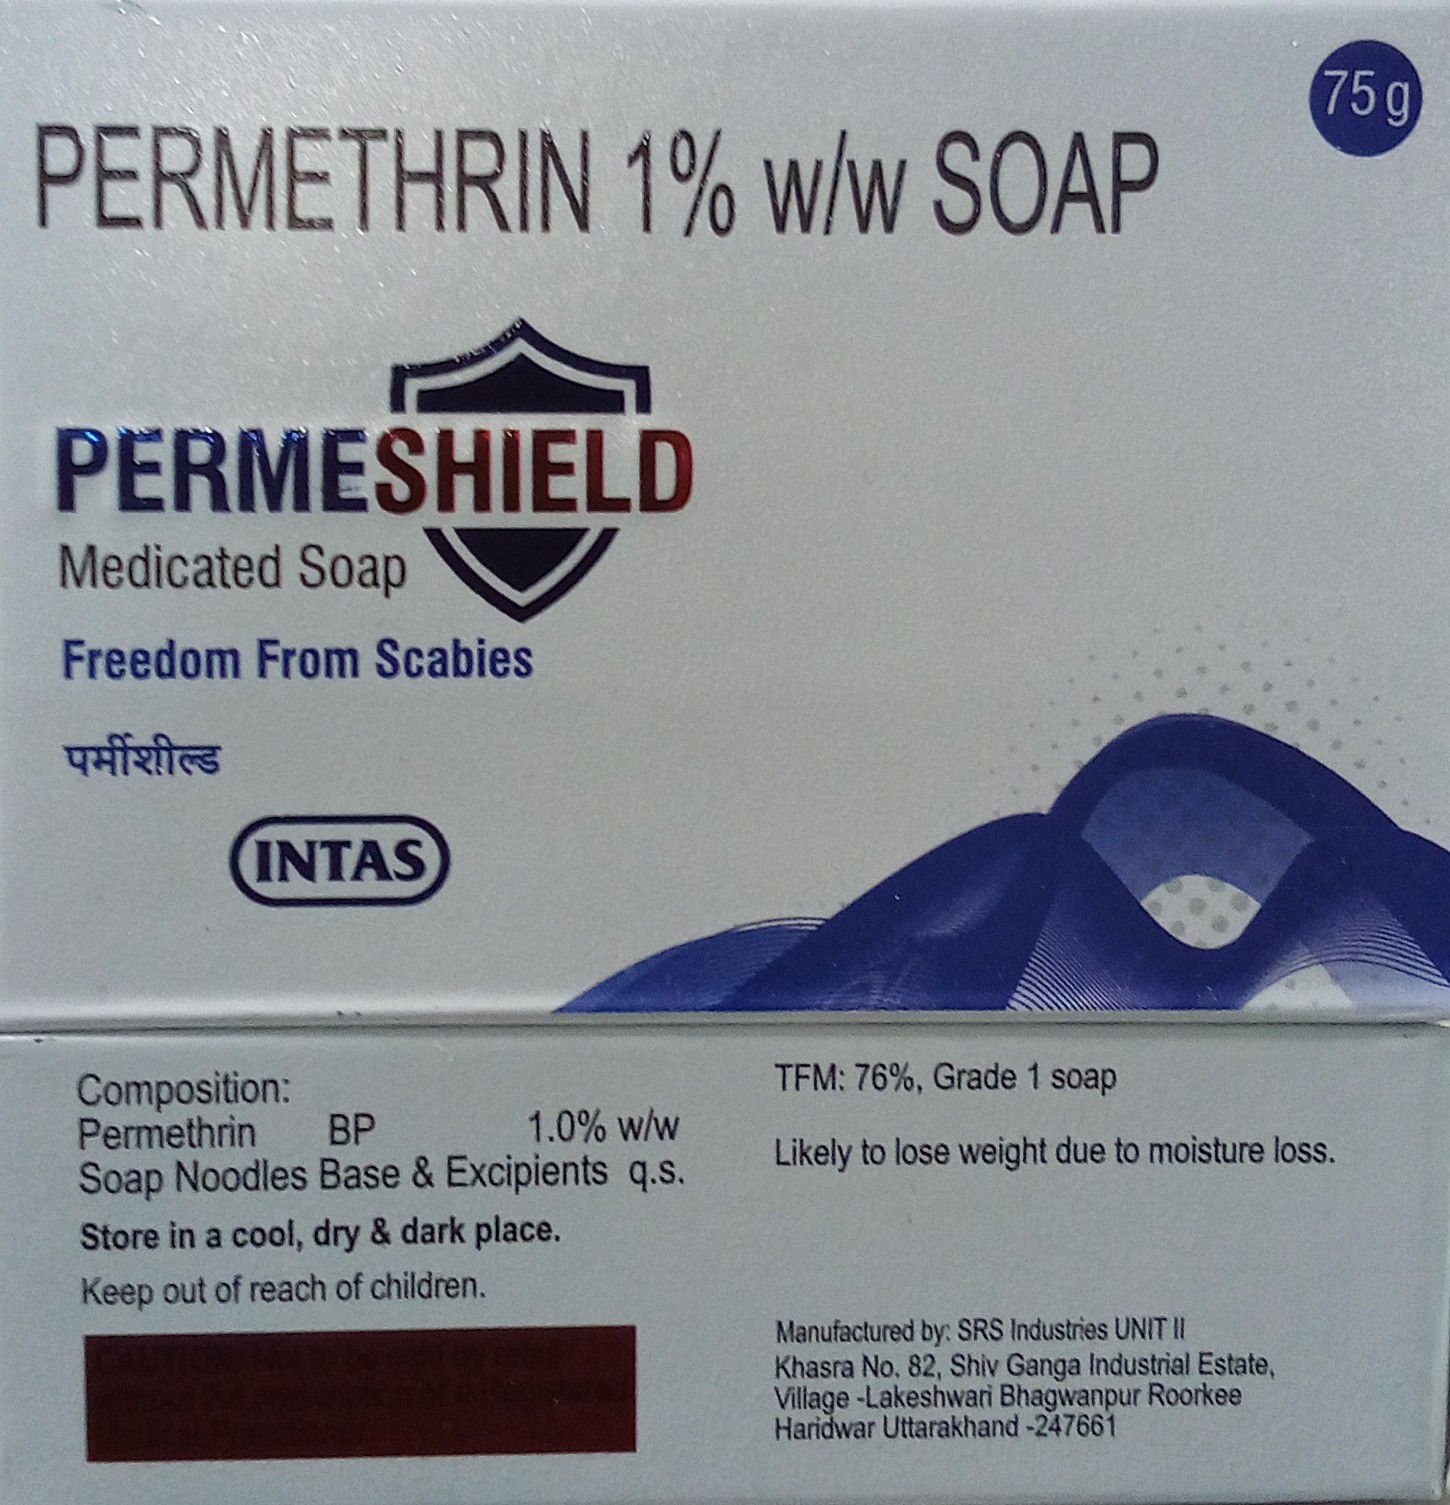 75 g
PERMETHRIN 1% w/w SOAP
PERMESHIELD
Medicated Soap
Freedom From Scabies
पर्मीशील्ड
INTAS
Composition:
Permethrin BP 1.0% w/w
Soap Noodles Base & Excipients q.s.
Store in a cool, dry & dark place.
Keep out of reach of children.
TFM: 76%, Grade 1 soap
Likely to lose weight due to moisture loss.
Manufactured by: SRS Industries UNIT II
Khasra No. 82, Shiv Ganga Industrial Estate,
Village -Lakeshwari Bhagwanpur Roorkee
Haridwar Uttarakhand -247661